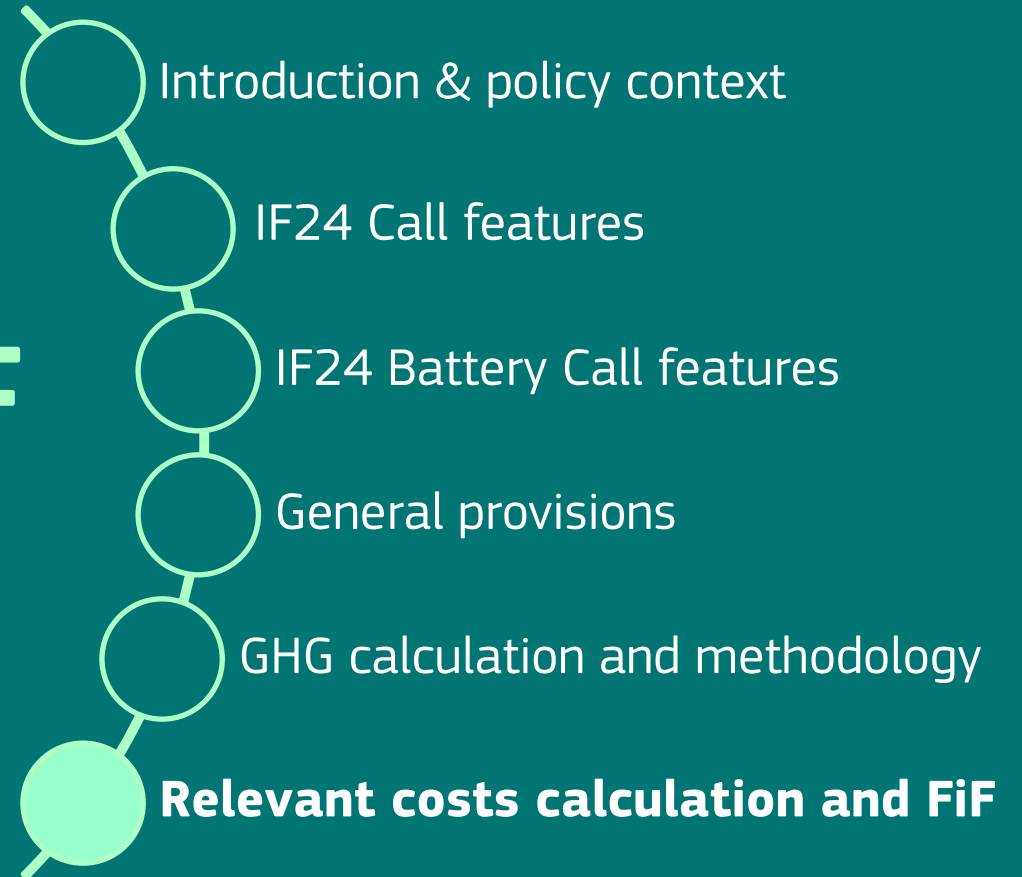 Introduction & policy context
IF24 Call features
IF24 Battery Call features
General provisions
GHG calculation and methodology
Relevant costs calculation and FiF